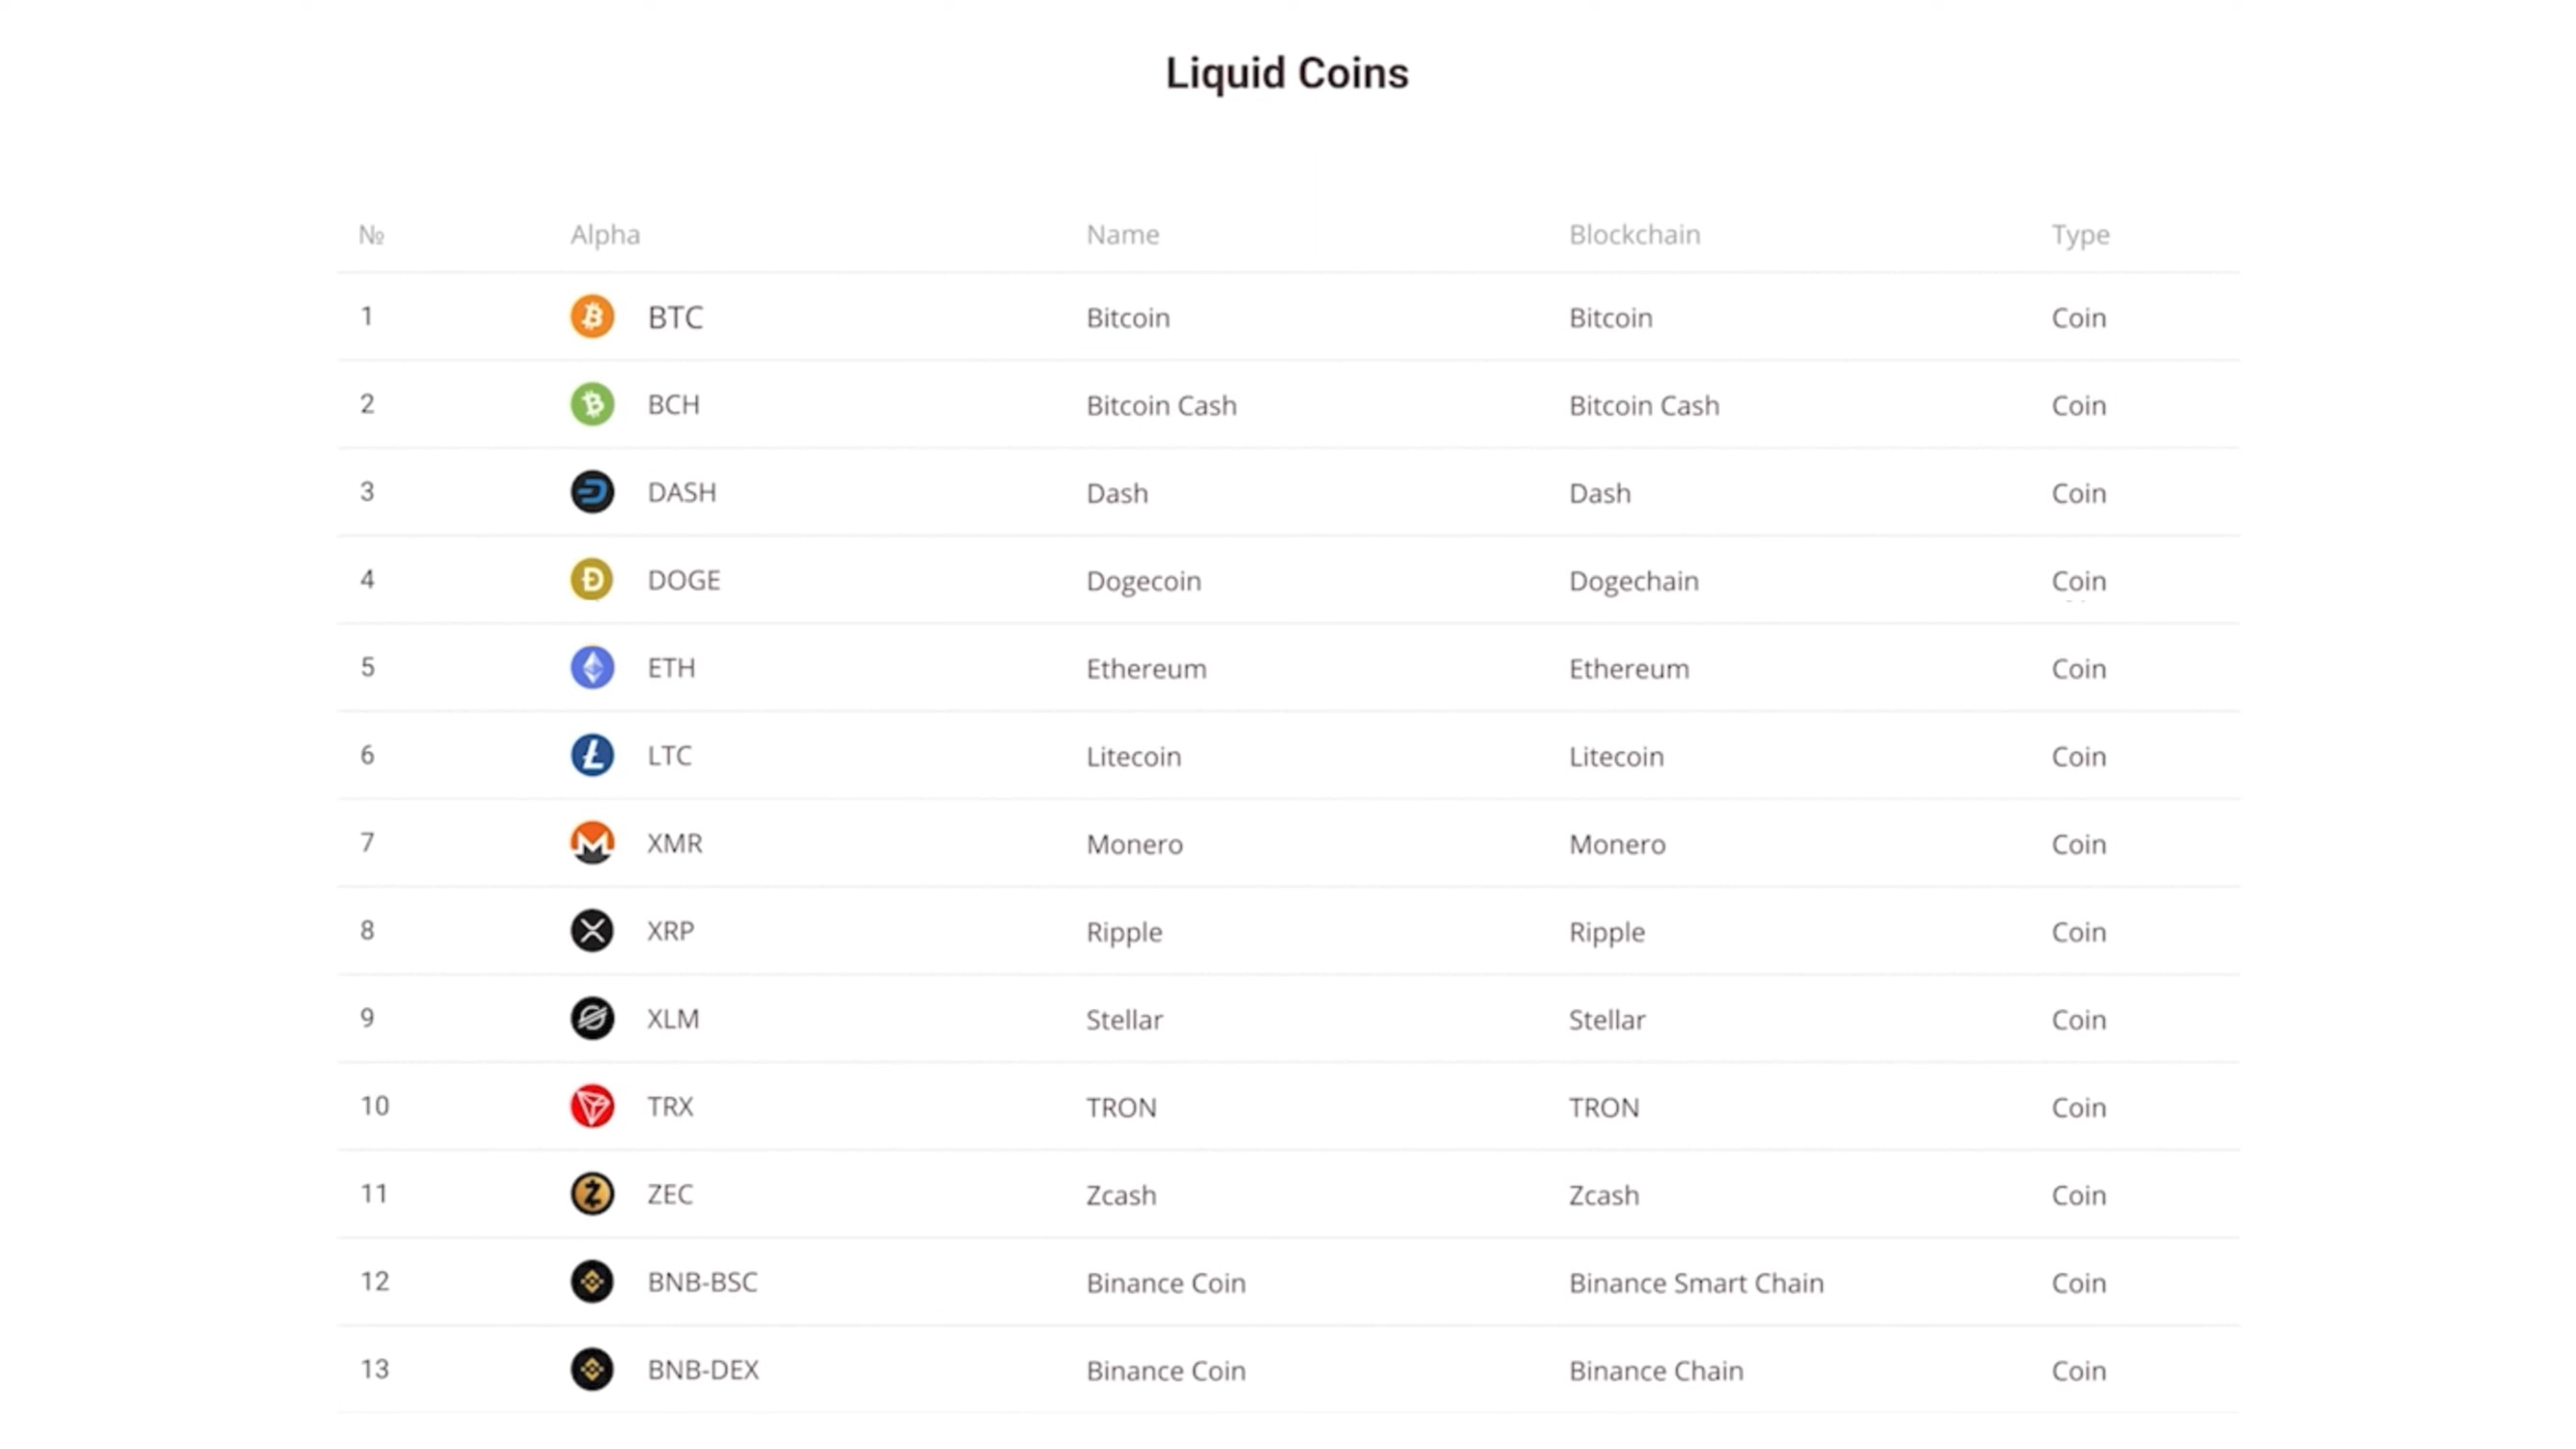 Liquid Coins
№ Alpha Name Blockchain Type
1 BTC Bitcoin Bitcoin Coin
2 BCH Bitcoin Cash Bitcoin Cash Coin
3 DASH Dash Dash Coin
4 DOGE Dogecoin Dogechain Coin
5 ETH Ethereum Ethereum Coin
6 LTC Litecoin Litecoin Coin
7 XMR Monero Monero Coin
8 XRP Ripple Ripple Coin
9 XLM Stellar Stellar Coin
10 TRX TRON TRON Coin
11 ZEC Zcash Zcash Coin
12 BNB-BSC Binance Coin Binance Smart Chain Coin
13 BNB-DEX Binance Coin Binance Chain Coin